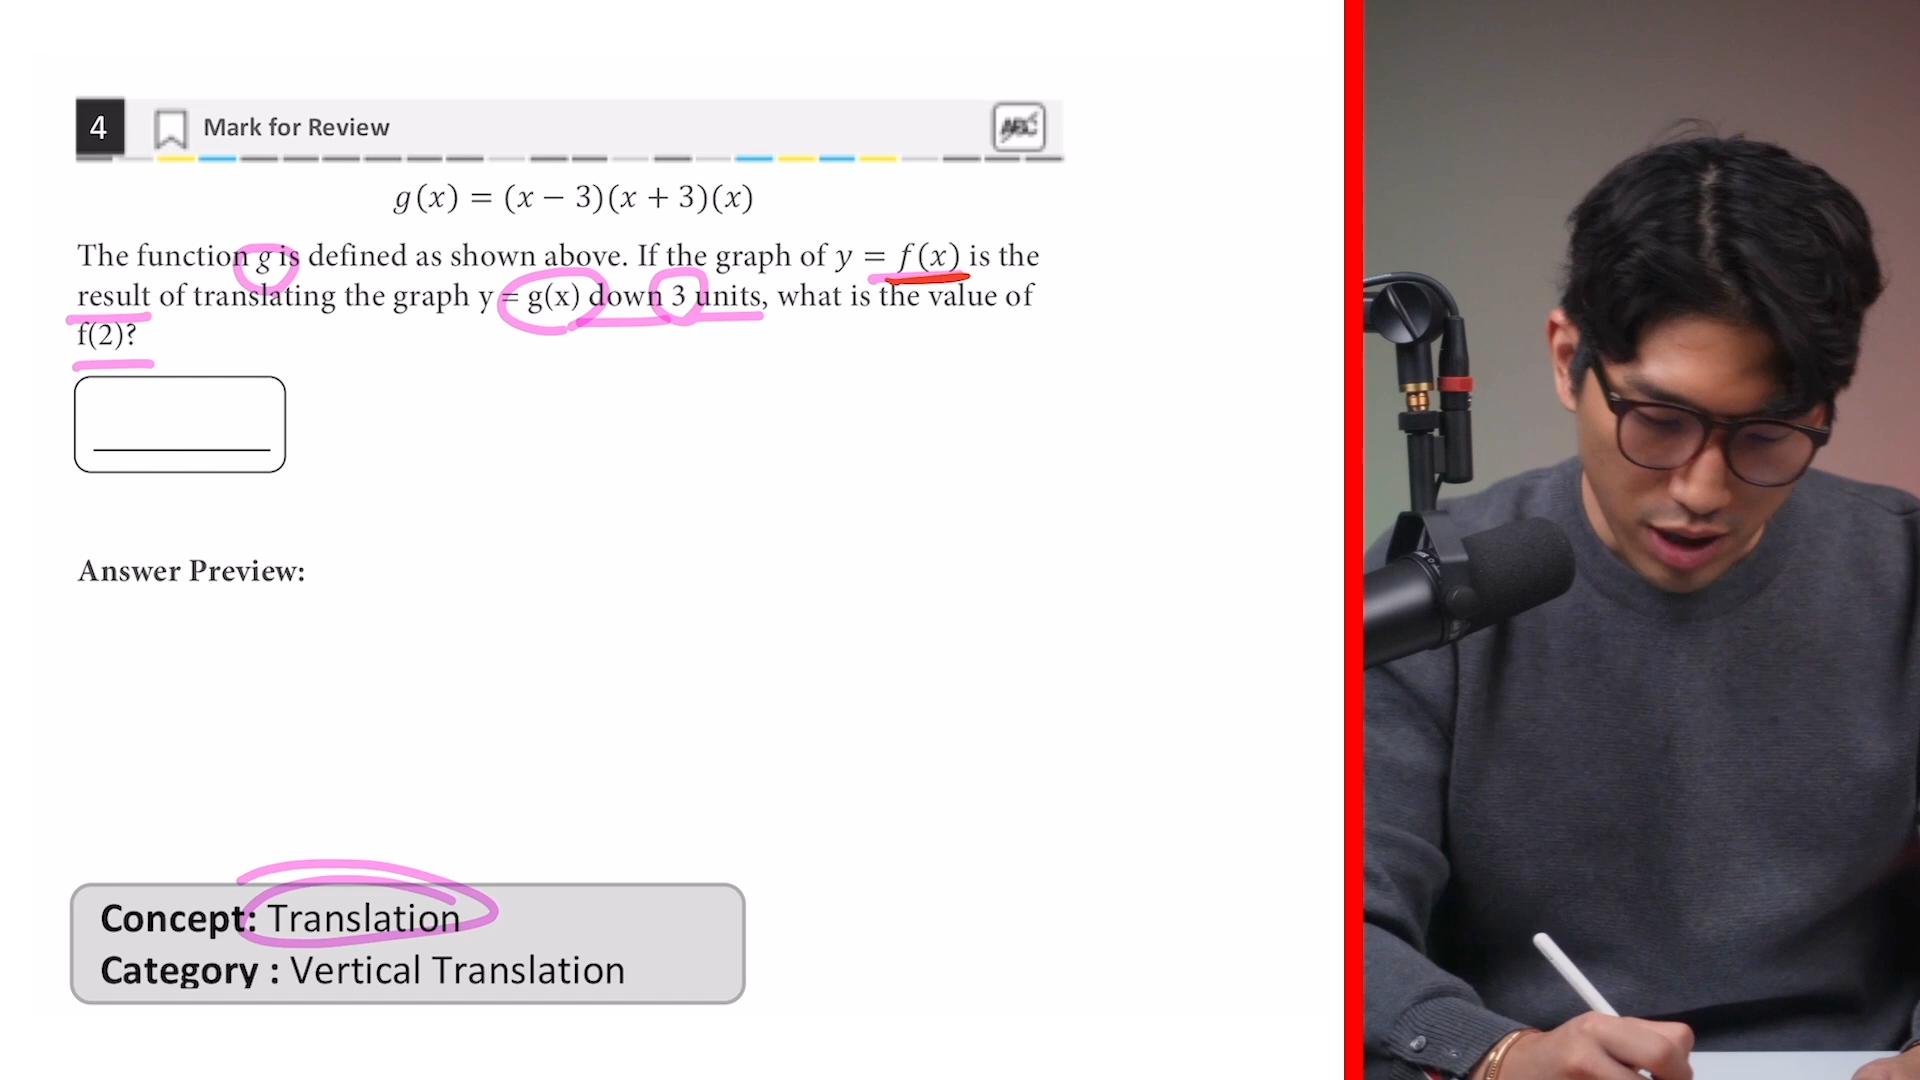 4 Mark for Review ABC
g(x) = (x − 3)(x + 3)(x)
The function g is defined as shown above. If the graph of y = f(x) is the
result of translating the graph y = g(x) down 3 units, what is the value of
f(2)?
Answer Preview:
Concept: Translation
Category : Vertical Translation